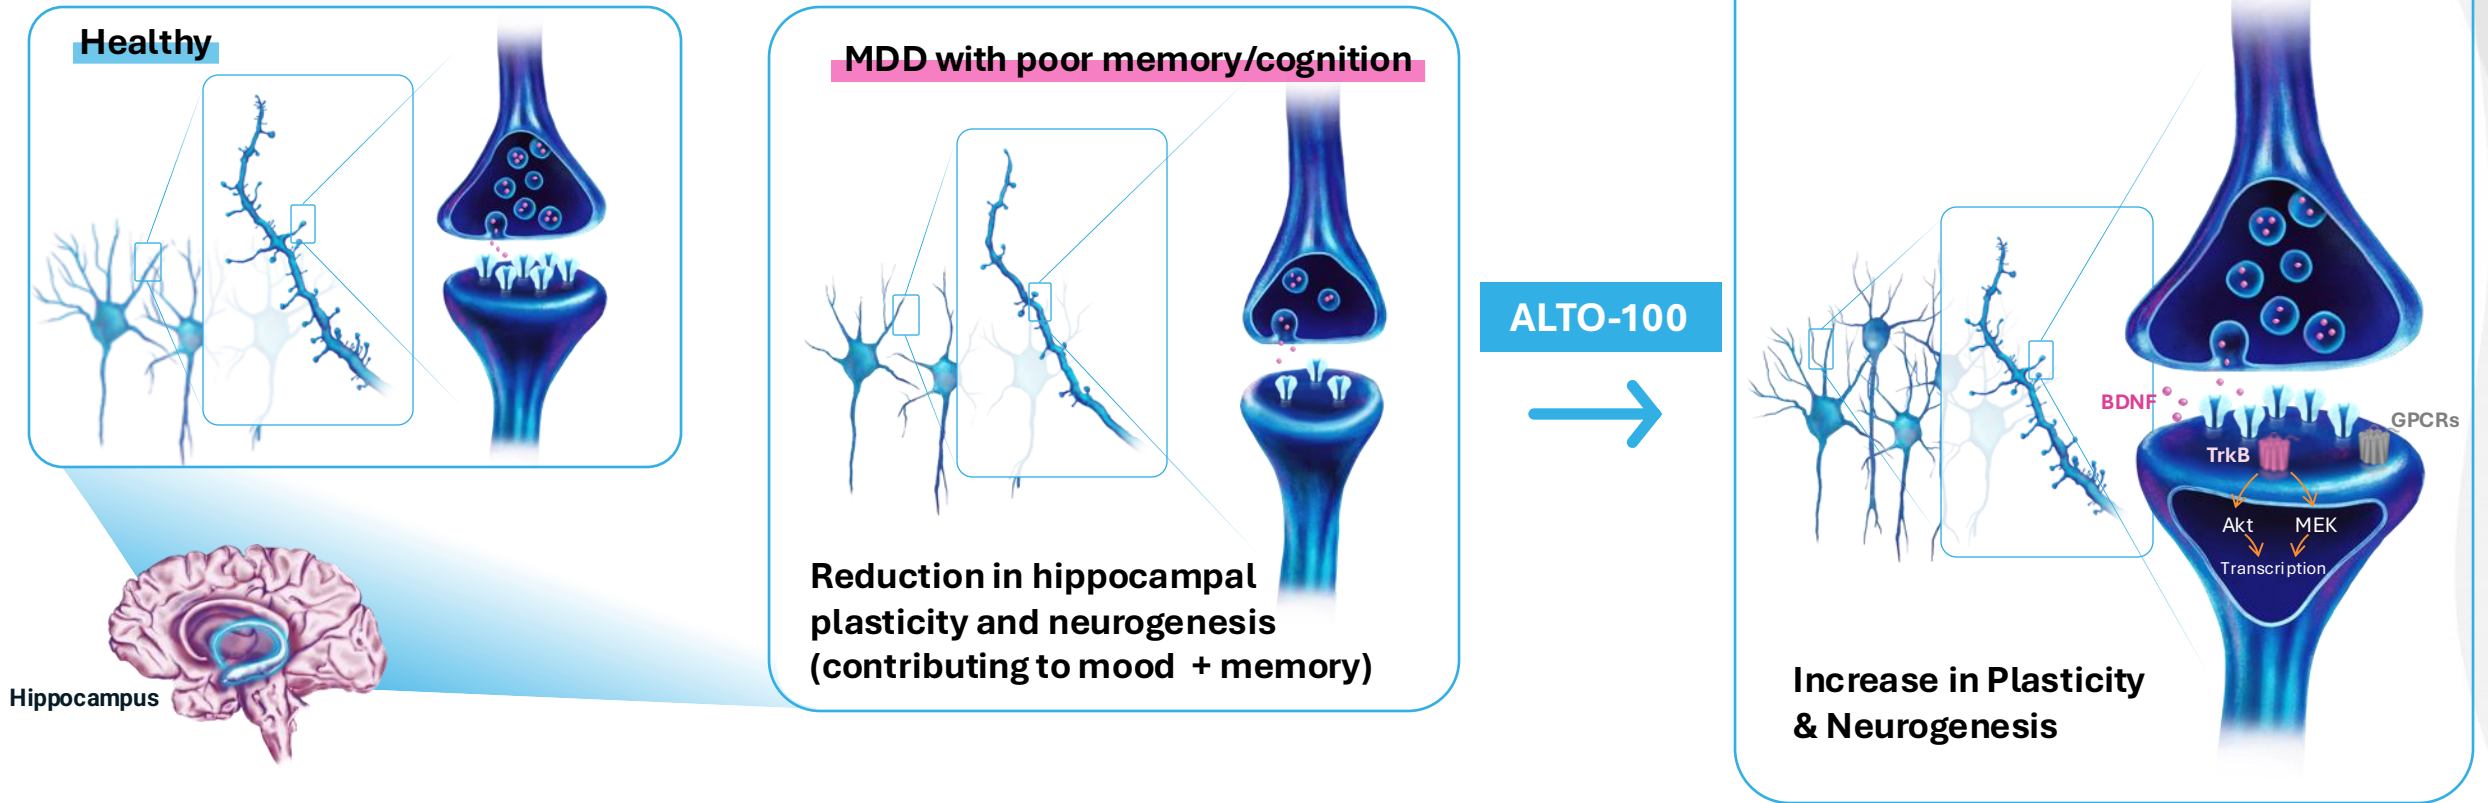 Healthy
Hippocampus
MDD with poor memory/cognition
Reduction in hippocampal
plasticity and neurogenesis
(contributing to mood + memory)
ALTO-100
BDNF
GPCRs
TrkB
Akt
MEK
Transcription
Increase in Plasticity
& Neurogenesis